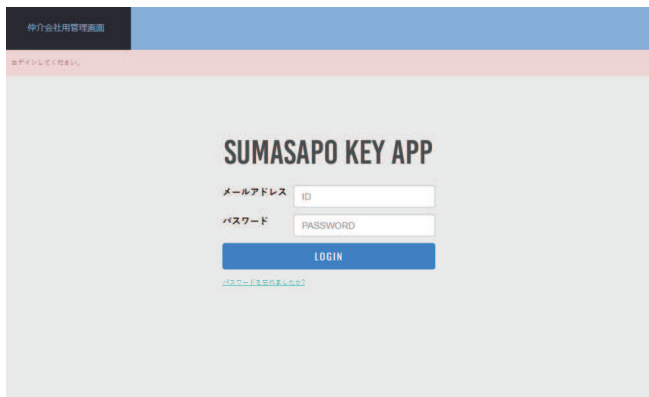 仲介会社用管理画面
ログインしてください。
SUMASAPO KEY APP
メールアドレス ID
パスワード PASSWORD
LOGIN
パスワードを忘れましたか?